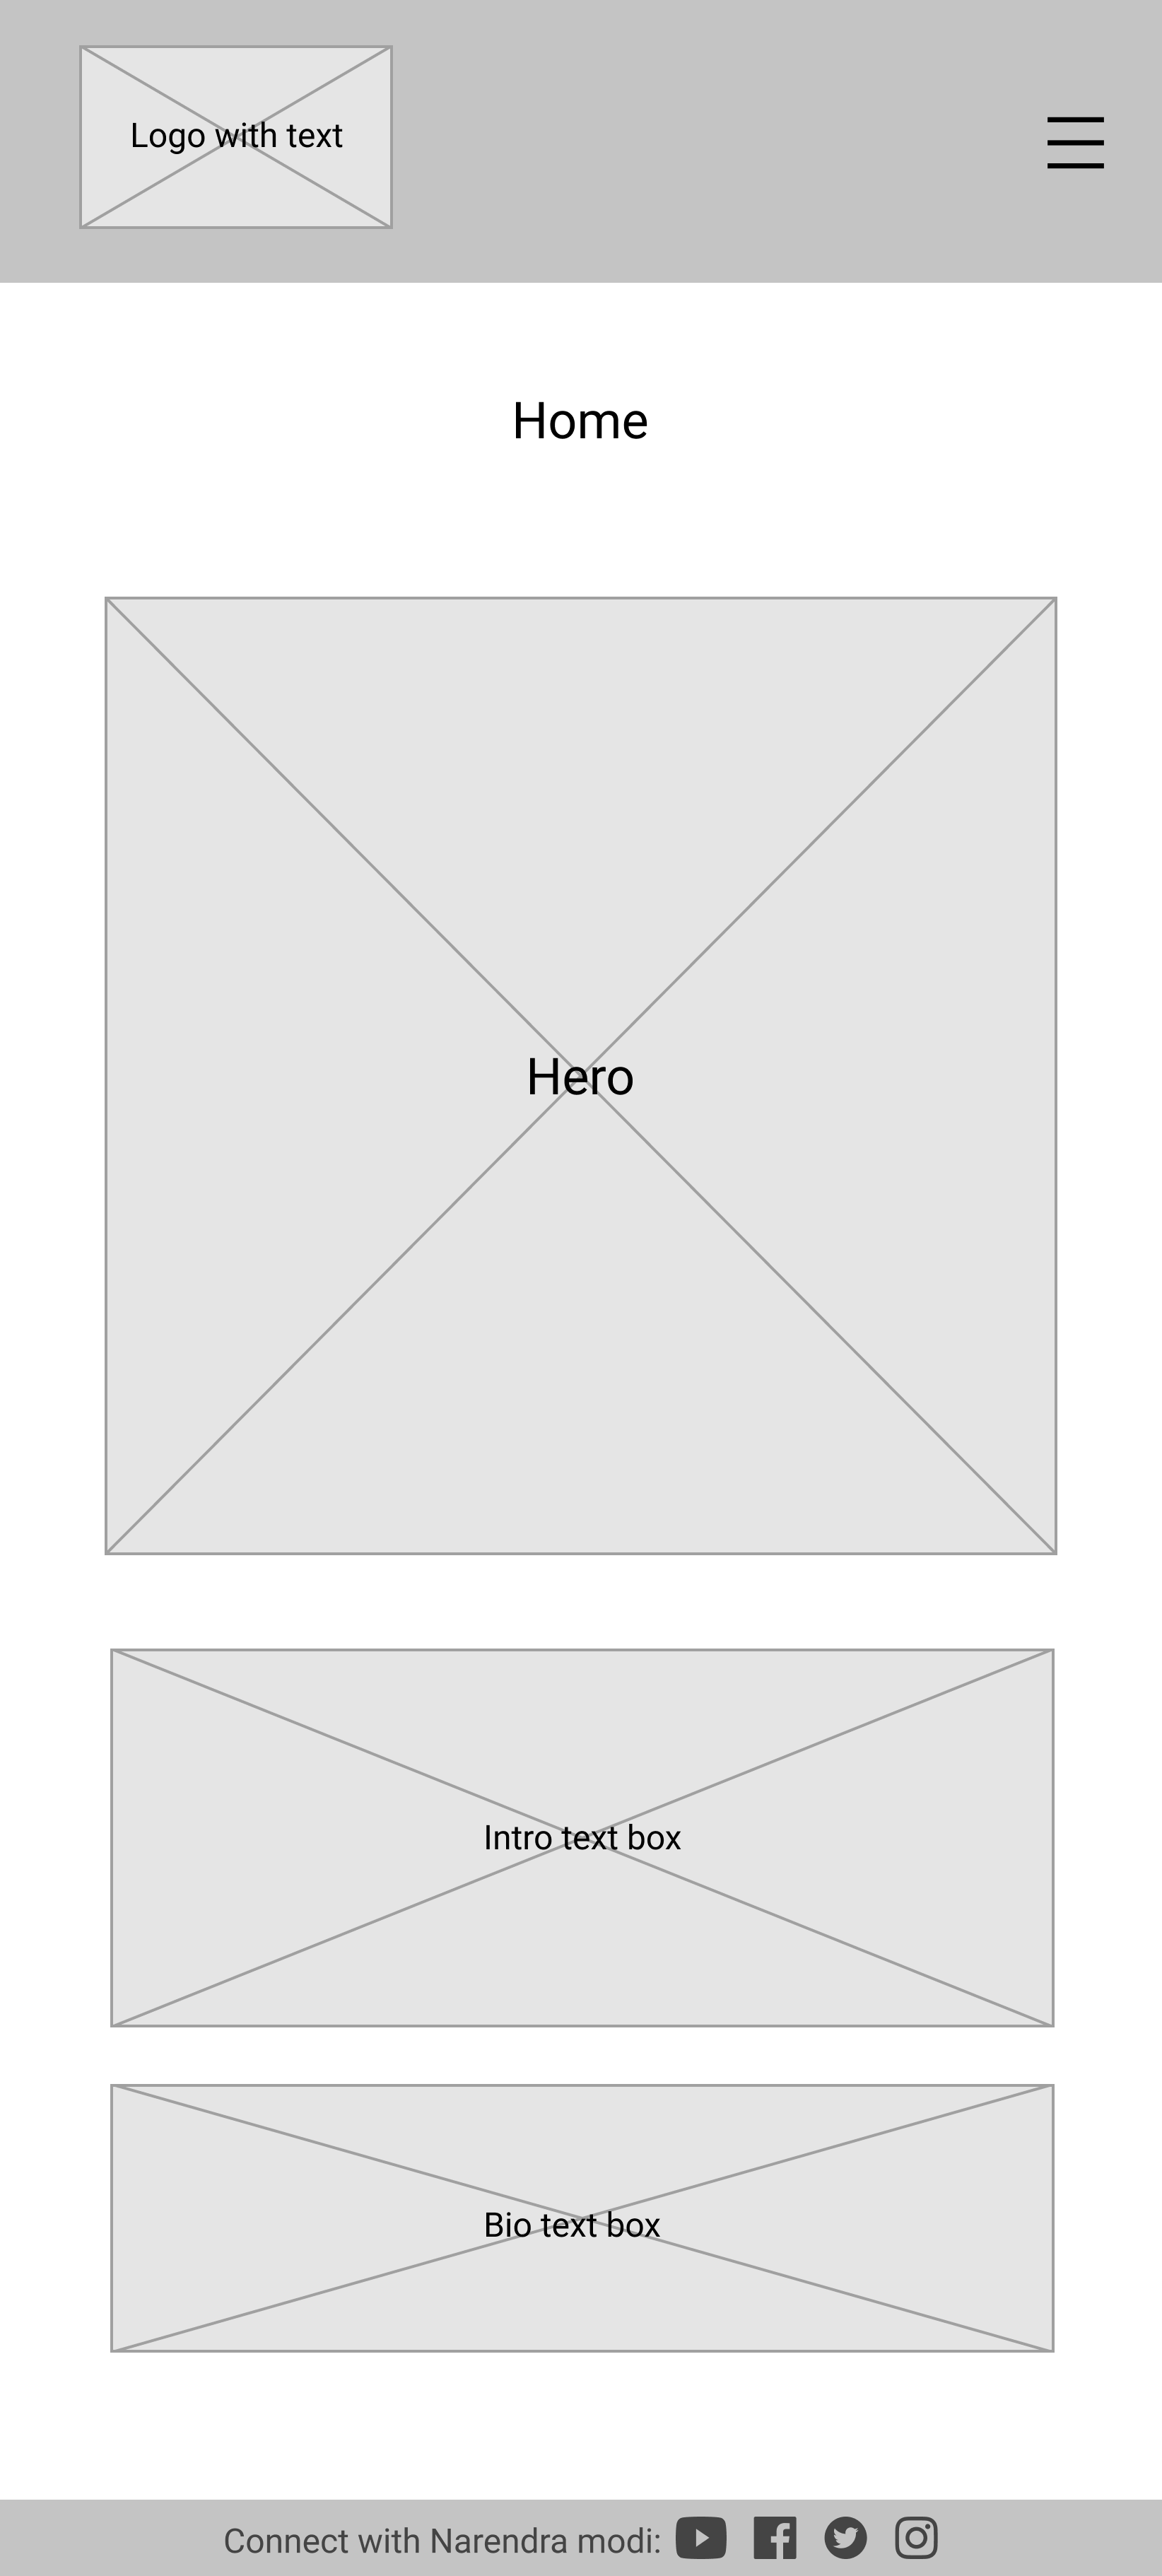 Logo with text
Home
Hero
Intro text box
Bio text box
Connect with Narendra modi: